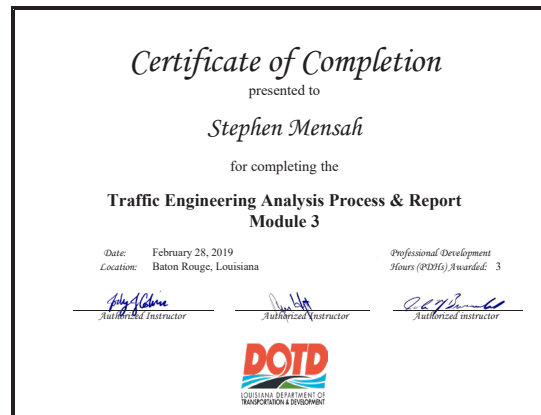 Certificate of Completion
presented to
Stephen Mensah
for completing the
Traffic Engineering Analysis Process & Report
Module 3
Date: February 28, 2019
Location: Baton Rouge, Louisiana
Professional Development
Hours (PDHs) Awarded: 3
Authorized Instructor
Authorized Instructor
Authorized instructor
DOTD
LOUISIANA DEPARTMENT OF
TRANSPORTATION & DEVELOPMENT